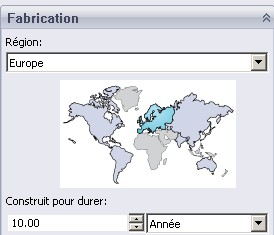 Fabrication
Région:
Europe
Construit pour durer:
10.00 Année